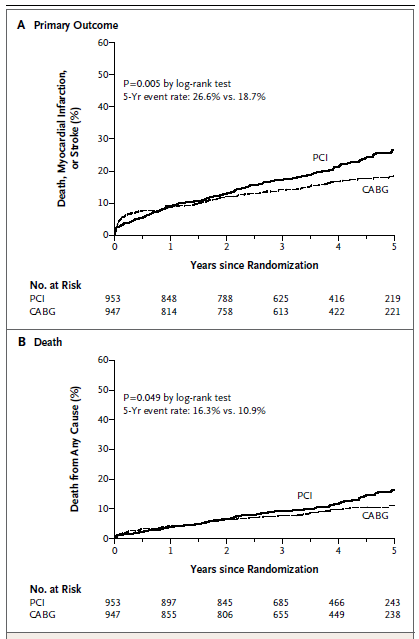 A Primary Outcome
Death, Myocardial Infarction,
or Stroke (%)
60
50
40
30
20
10
0
P=0.005 by log-rank test
5-Yr event rate: 26.6% vs. 18.7%
PCI
CABG
0 1 2 3 4 5
Years since Randomization
No. at Risk
PCI 953 848 788 625 416 219
CABG 947 814 758 613 422 221
B Death
Death from Any Cause (%)
60
50
40
30
20
10
0
P=0.049 by log-rank test
5-Yr event rate: 16.3% vs. 10.9%
PCI
CABG
0 1 2 3 4 5
Years since Randomization
No. at Risk
PCI 953 897 845 685 466 243
CABG 947 855 806 655 449 238